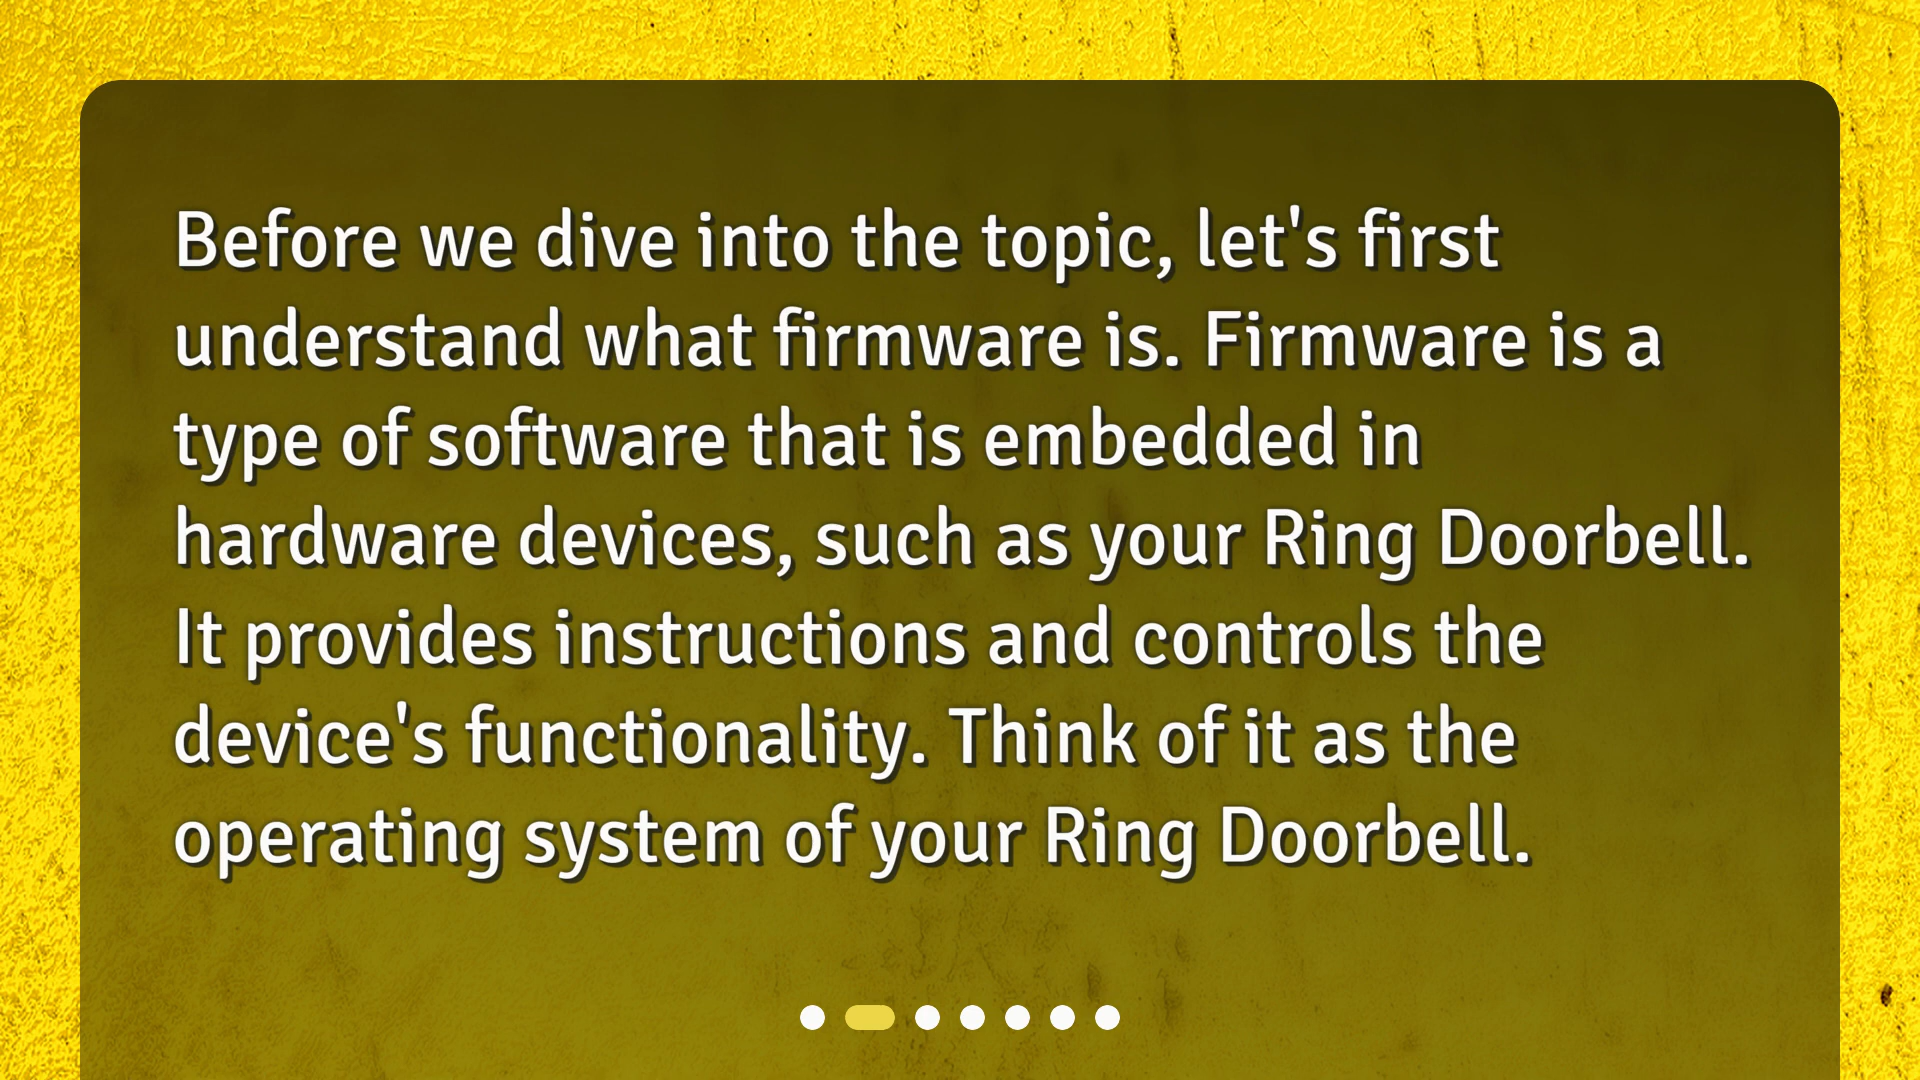 Before we dive into the topic, let's first
understand what firmware is. Firmware is a
type of software that is embedded in
hardware devices, such as your Ring Doorbell.
It provides instructions and controls the
device's functionality. Think of it as the
operating system of your Ring Doorbell.